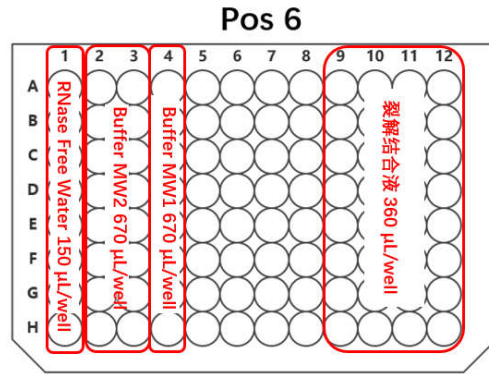 Pos 6
1 2 3 4 5 6 7 8 9 10 11 12
A
B
C
D
E
F
G
H
RNase Free Water 150 μL/well
Buffer MW2 670 μL/well
Buffer MW1 670 μL/well
裂解结合液 360 μL/well